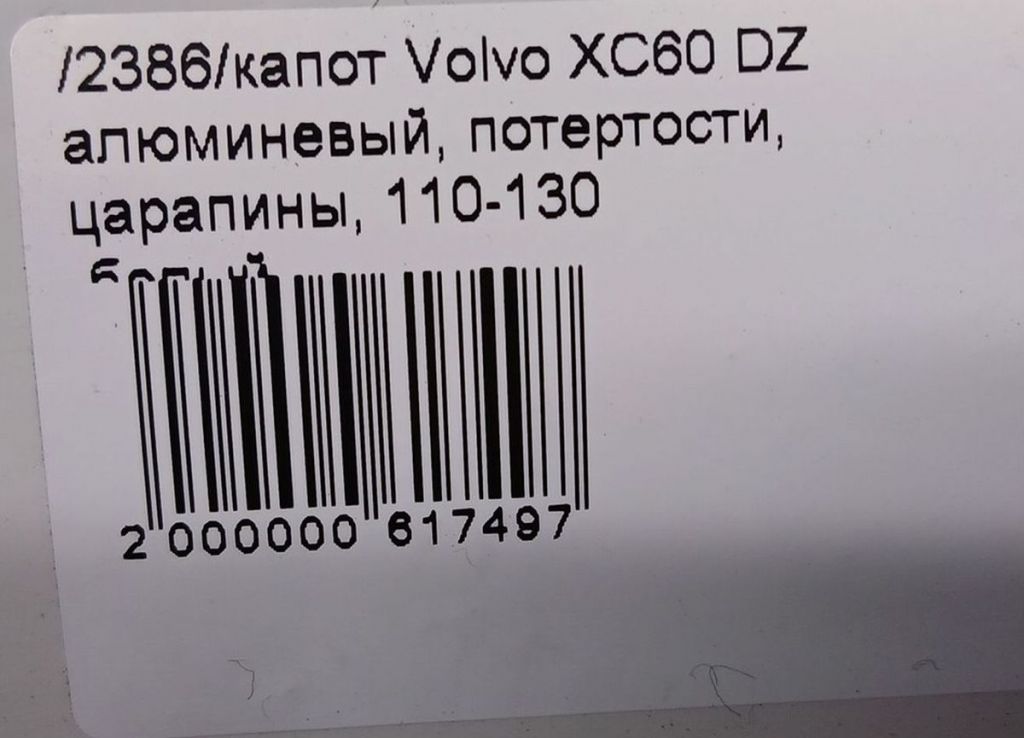 /2386/капот Volvo XC60 DZ
алюминевый, потертости,
царапины, 110-130
2 000000 617497